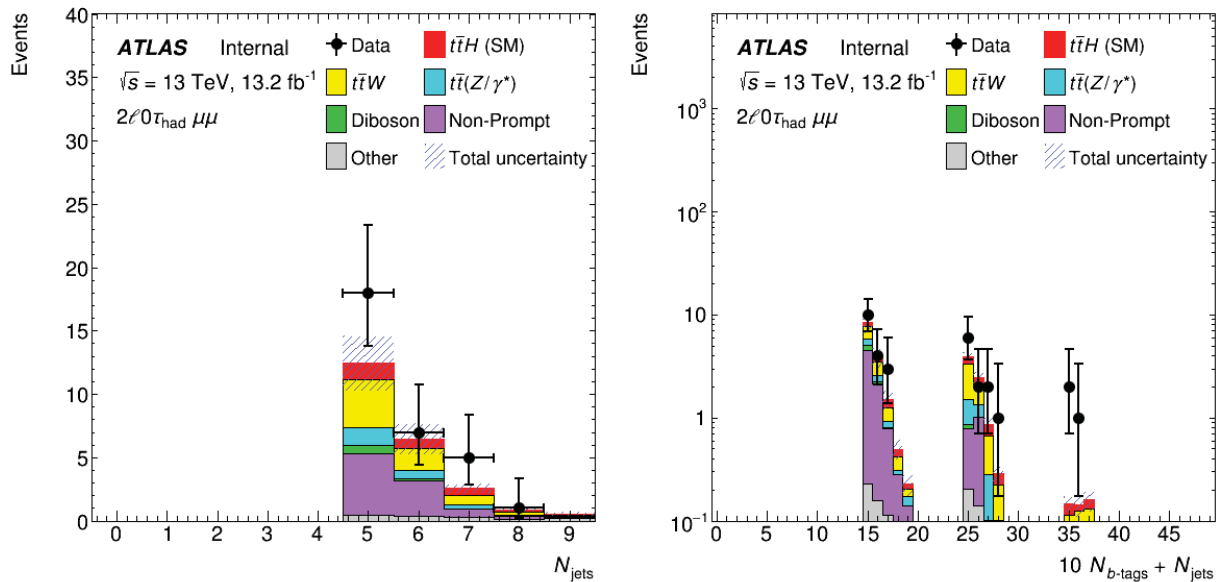 Events
40
35
30
25
20
15
10
5
0
ATLAS Internal
√s = 13 TeV, 13.2 fb⁻¹
2ℓ0τhad μμ
Data
tt̄H (SM)
tt̄W
tt̄(Z/γ*)
Diboson
Non-Prompt
Other
Total uncertainty
0 1 2 3 4 5 6 7 8 9
Njets
Events
10³
10²
10
1
10⁻¹
ATLAS Internal
√s = 13 TeV, 13.2 fb⁻¹
2ℓ0τhad μμ
Data
tt̄H (SM)
tt̄W
tt̄(Z/γ*)
Diboson
Non-Prompt
Other
Total uncertainty
0 5 10 15 20 25 30 35 40 45
10 Nb-tags + Njets